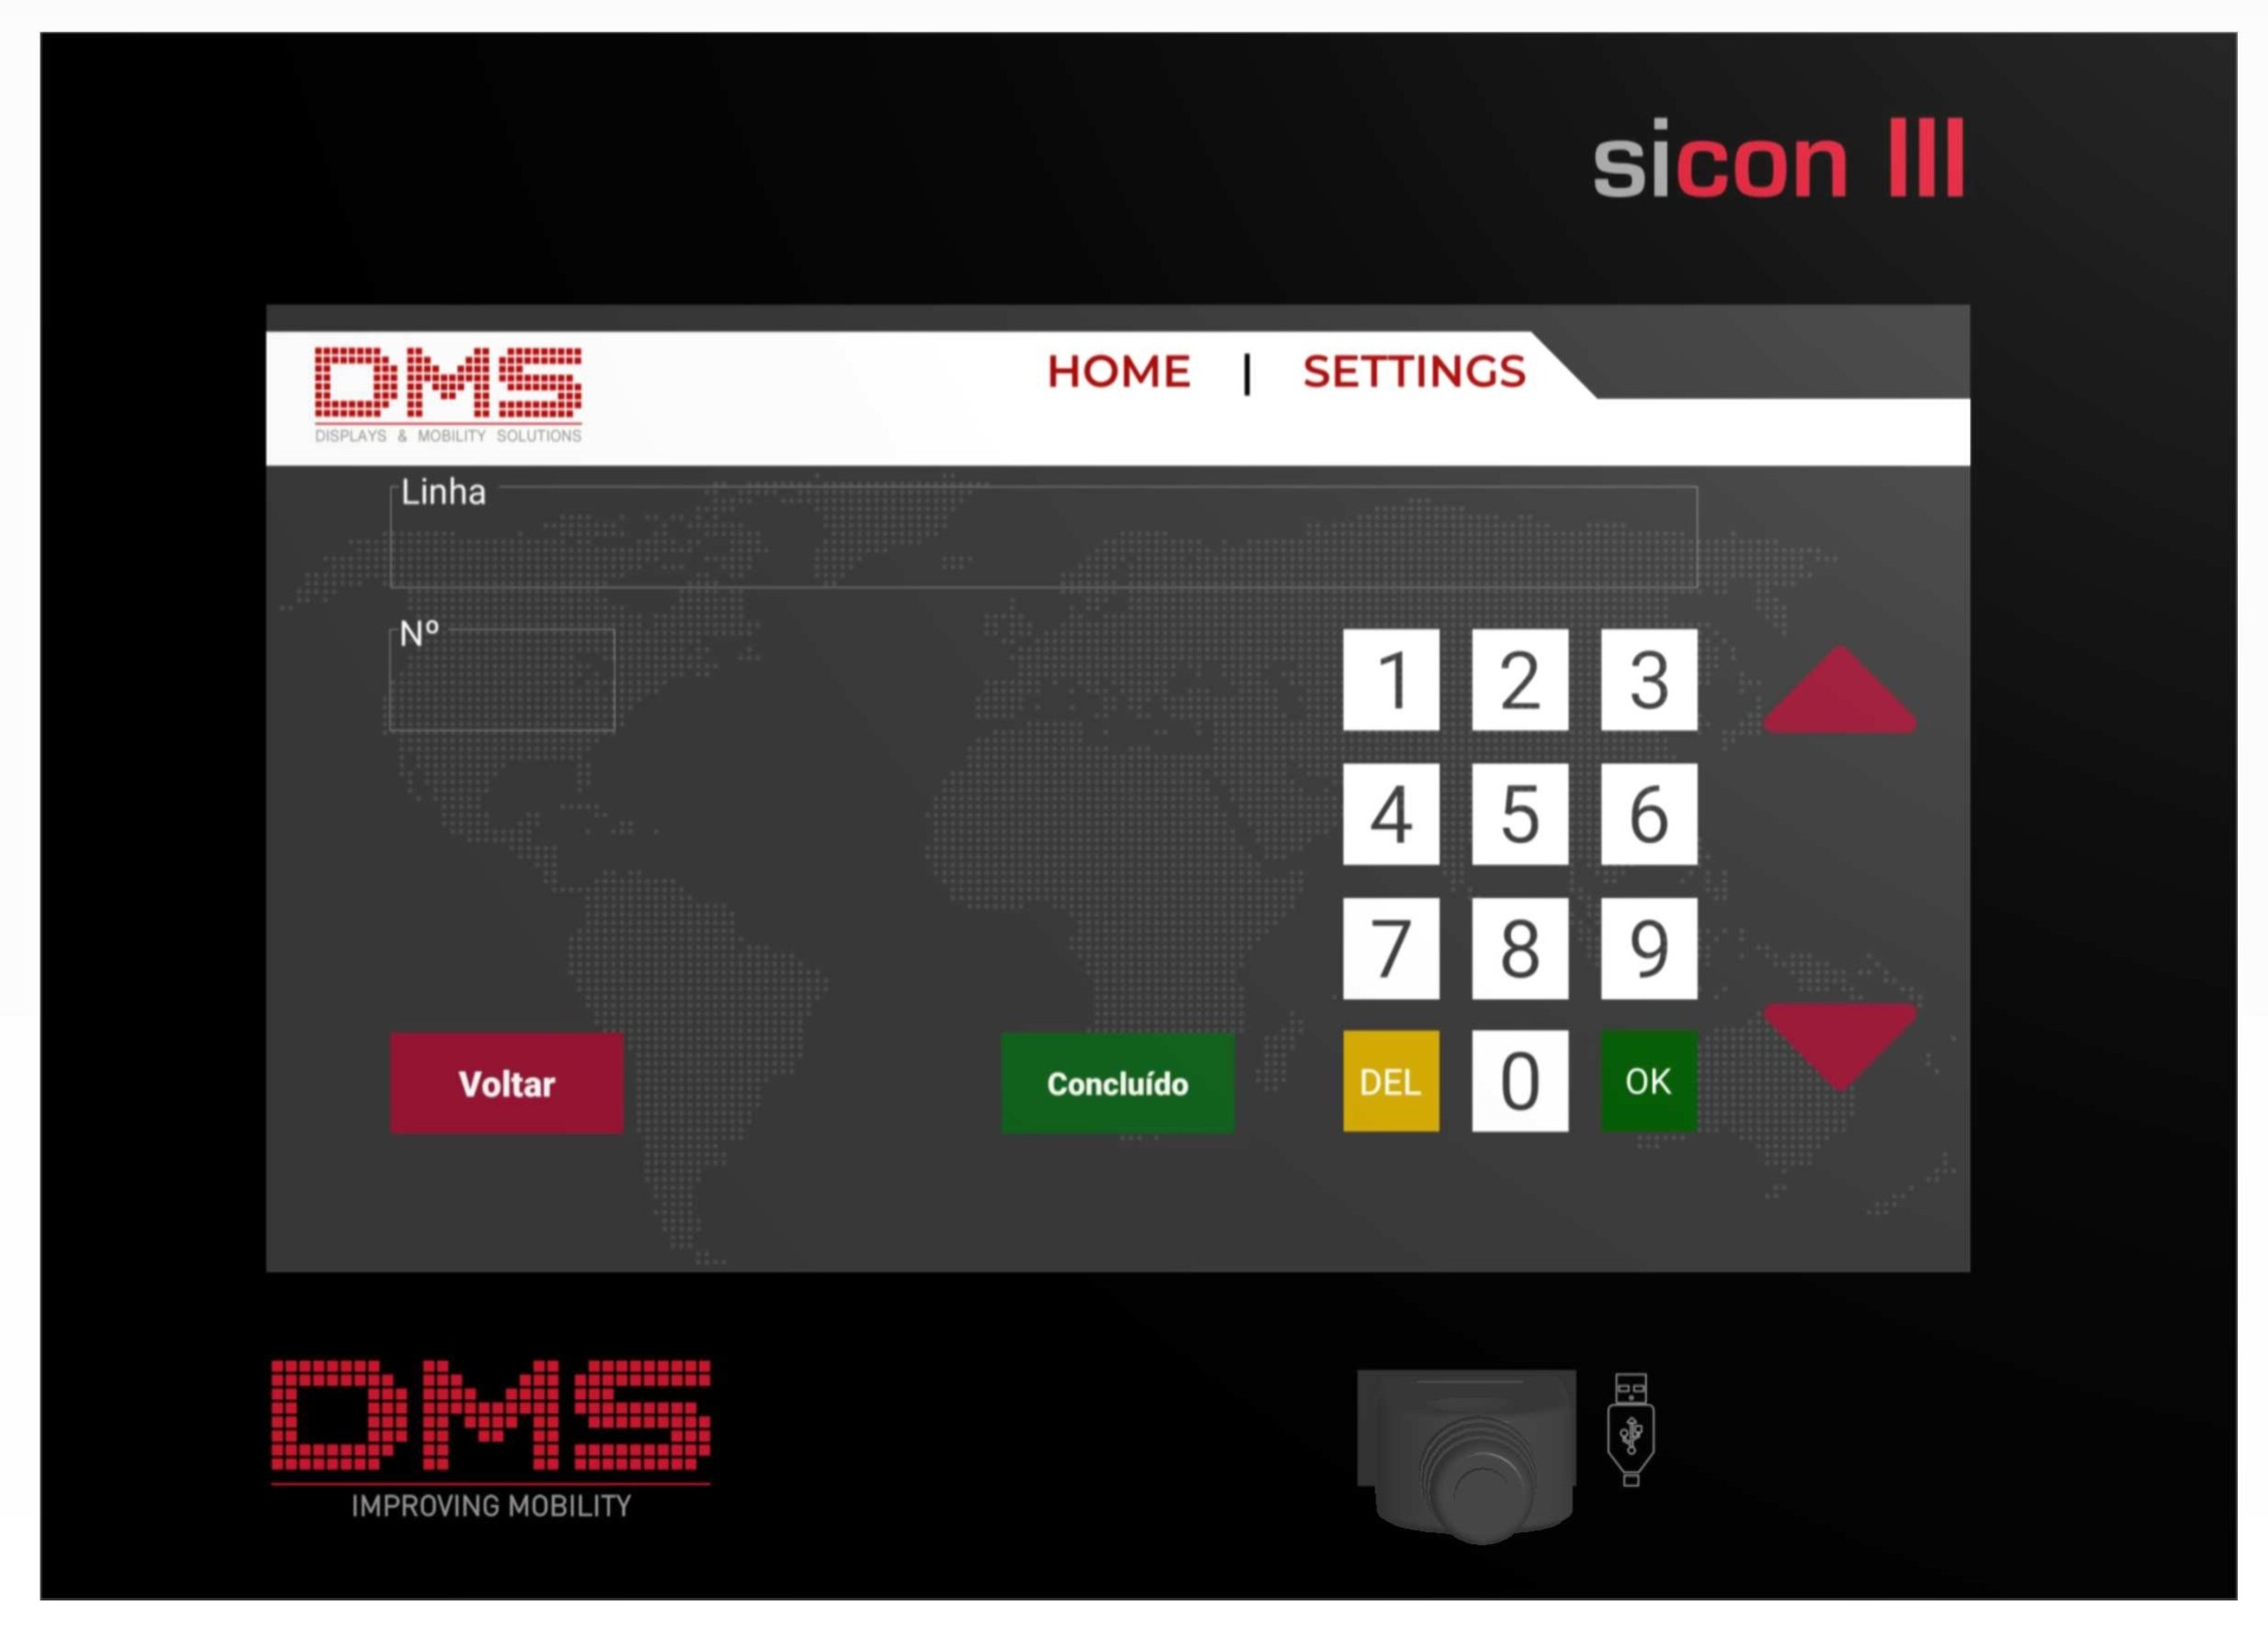 sicon III
DMS
DISPLAYS & MOBILITY SOLUTIONS
HOME | SETTINGS
Linha
Nº
1 2 3
4 5 6
7 8 9
Voltar
Concluído
DEL 0 OK
DMS
IMPROVING MOBILITY